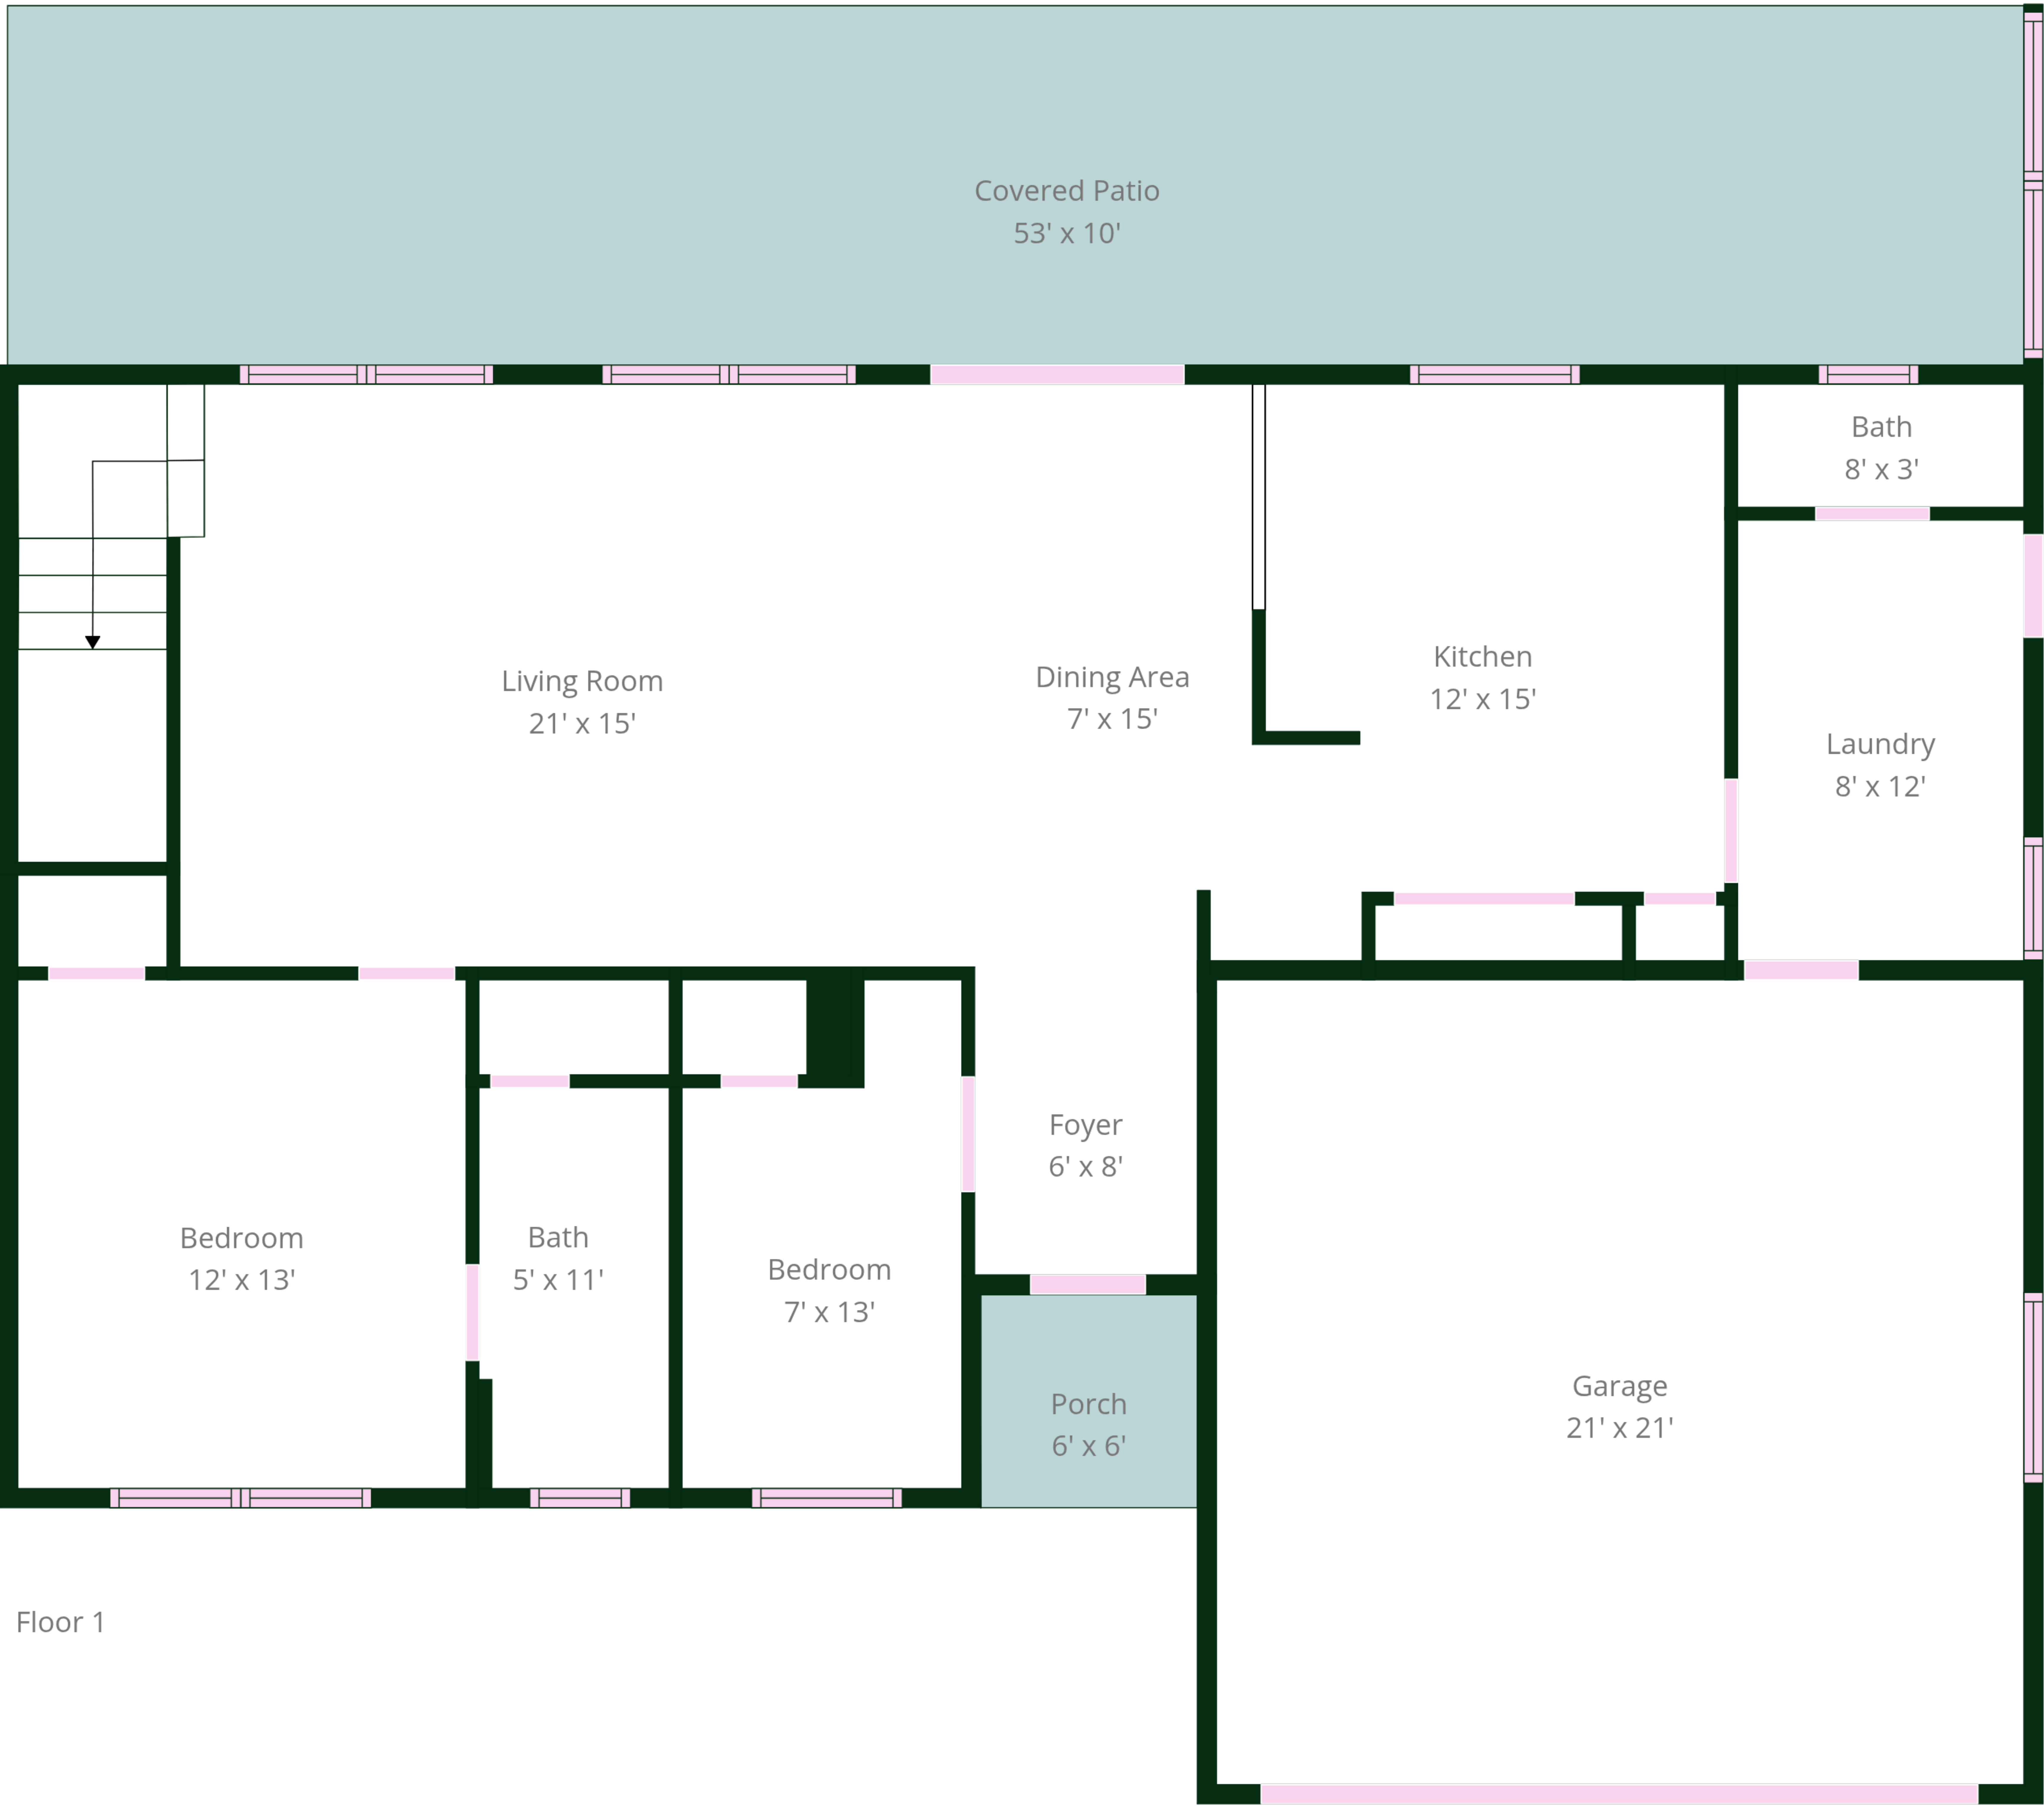 Covered Patio
53' x 10'
Bath
8' x 3'
Living Room
21' x 15'
Dining Area
7' x 15'
Kitchen
12' x 15'
Laundry
8' x 12'
Foyer
6' x 8'
Bedroom
12' x 13'
Bath
5' x 11'
Bedroom
7' x 13'
Porch
6' x 6'
Garage
21' x 21'
Floor 1